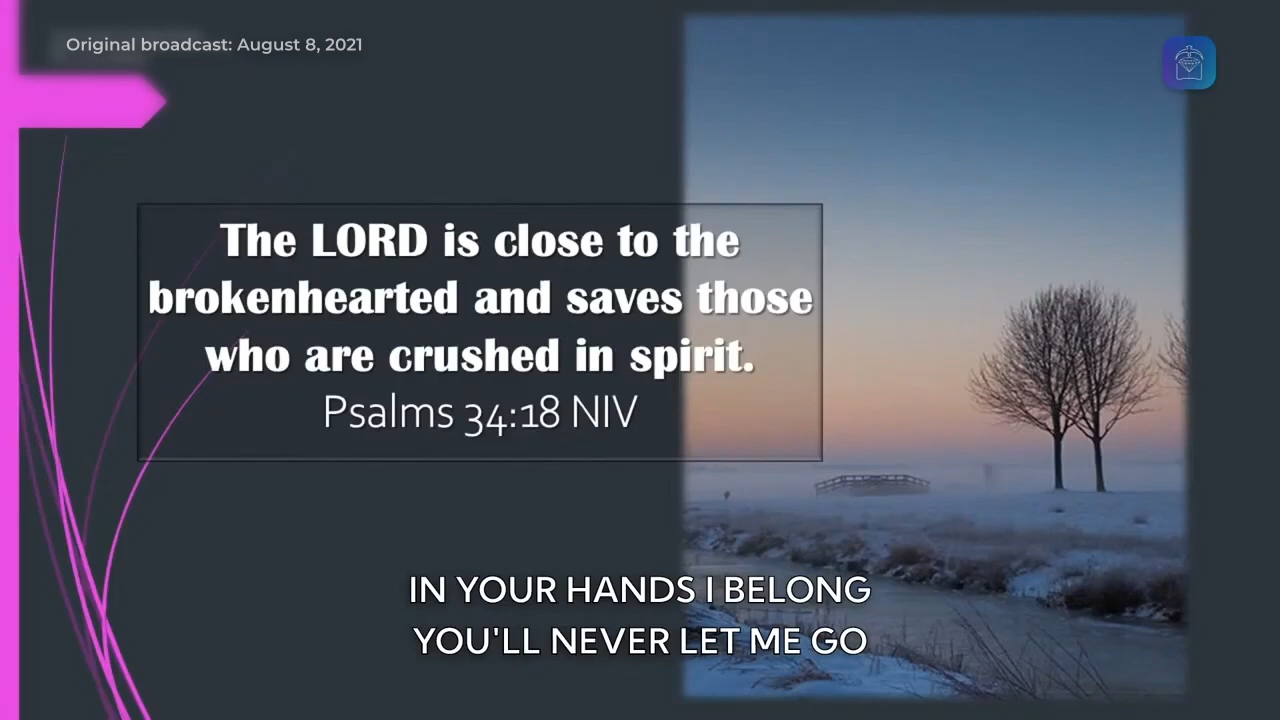 Original broadcast: August 8, 2021
The LORD is close to the
brokenhearted and saves those
who are crushed in spirit.
Psalms 34:18 NIV
IN YOUR HANDS I BELONG
YOU'LL NEVER LET ME GO